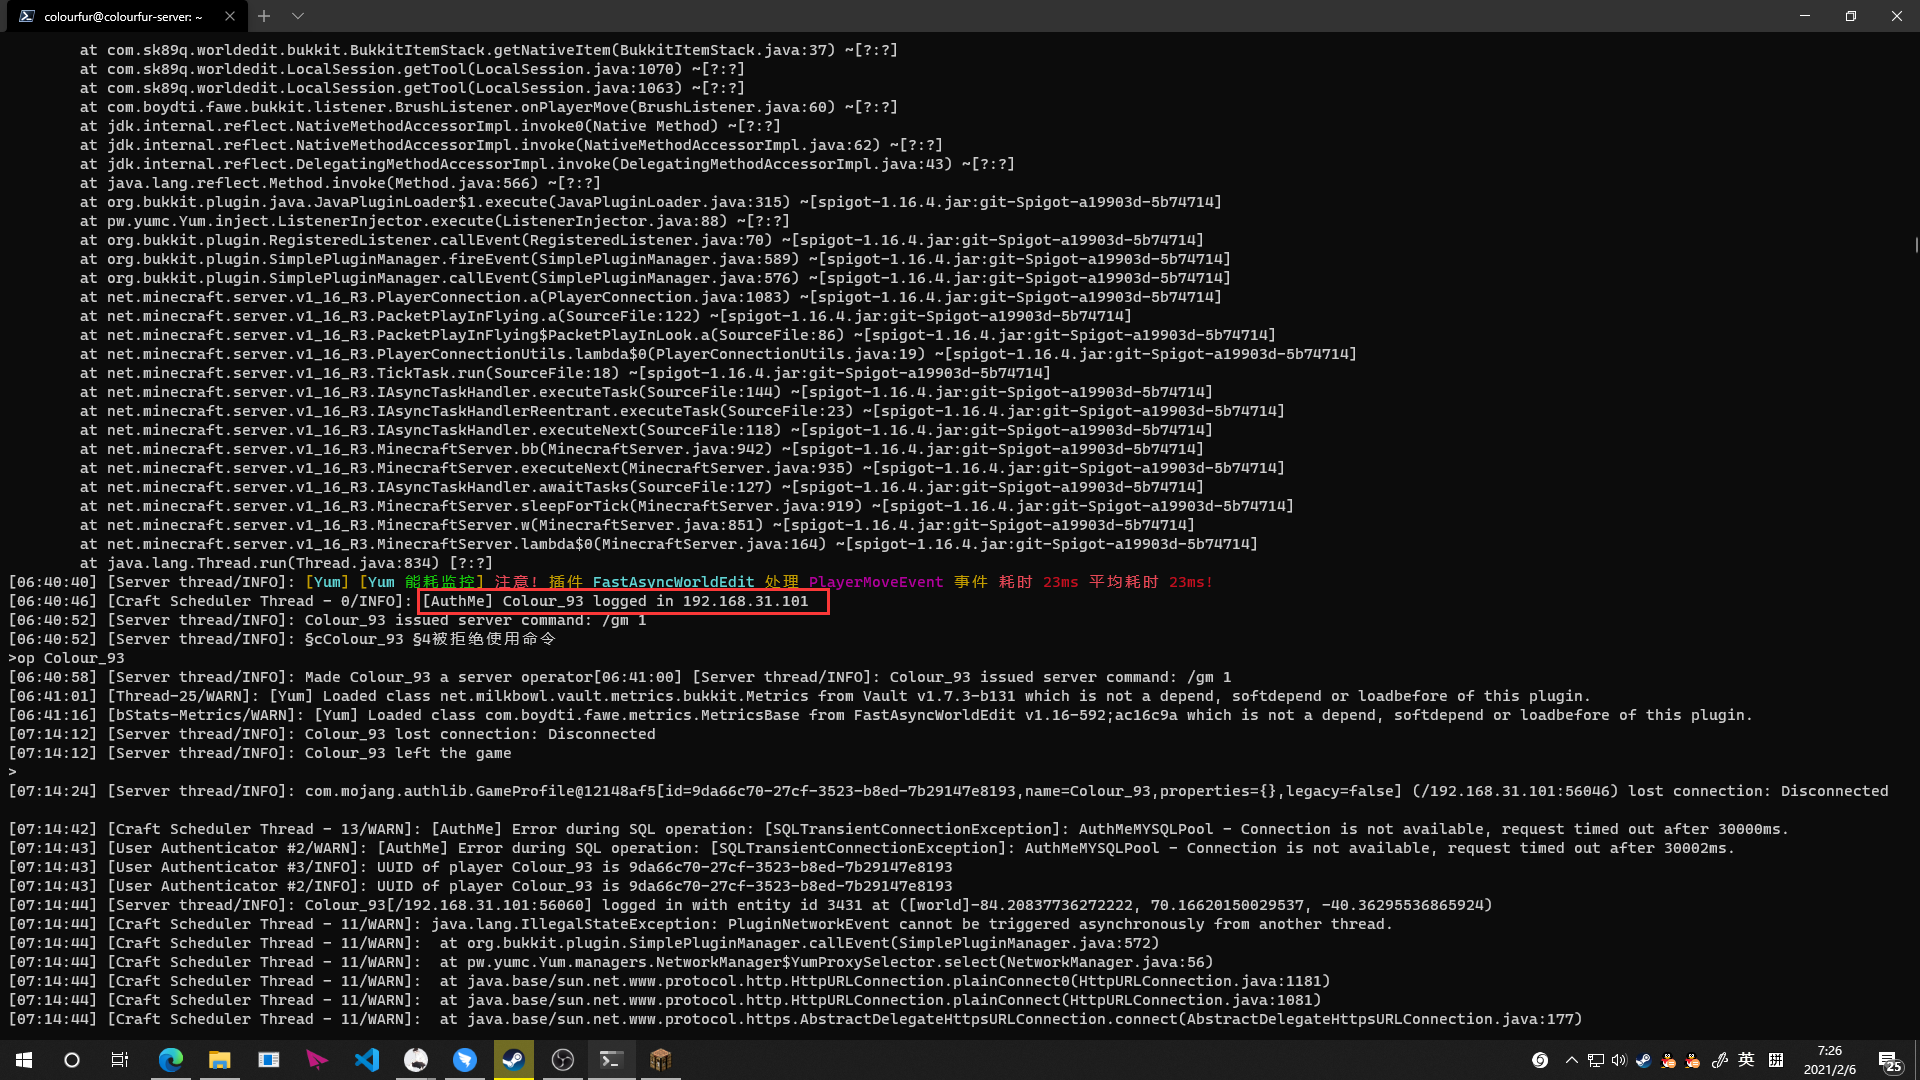 colourfur@colourfur-server: ~
at com.sk89q.worldedit.bukkit.BukkitItemStack.getNativeItem(BukkitItemStack.java:37) ~[?:?]
at com.sk89q.worldedit.LocalSession.getTool(LocalSession.java:1070) ~[?:?]
at com.sk89q.worldedit.LocalSession.getTool(LocalSession.java:1063) ~[?:?]
at com.boydti.fawe.bukkit.listener.BrushListener.onPlayerMove(BrushListener.java:60) ~[?:?]
at jdk.internal.reflect.NativeMethodAccessorImpl.invoke0(Native Method) ~[?:?]
at jdk.internal.reflect.NativeMethodAccessorImpl.invoke(NativeMethodAccessorImpl.java:62) ~[?:?]
at jdk.internal.reflect.DelegatingMethodAccessorImpl.invoke(DelegatingMethodAccessorImpl.java:43) ~[?:?]
at java.lang.reflect.Method.invoke(Method.java:566) ~[?:?]
at org.bukkit.plugin.java.JavaPluginLoader$1.execute(JavaPluginLoader.java:315) ~[spigot-1.16.4.jar:git-Spigot-a19903d-5b74714]
at pw.yumc.Yum.inject.ListenerInjector.execute(ListenerInjector.java:88) ~[?:?]
at org.bukkit.plugin.RegisteredListener.callEvent(RegisteredListener.java:70) ~[spigot-1.16.4.jar:git-Spigot-a19903d-5b74714]
at org.bukkit.plugin.SimplePluginManager.fireEvent(SimplePluginManager.java:589) ~[spigot-1.16.4.jar:git-Spigot-a19903d-5b74714]
at org.bukkit.plugin.SimplePluginManager.callEvent(SimplePluginManager.java:576) ~[spigot-1.16.4.jar:git-Spigot-a19903d-5b74714]
at net.minecraft.server.v1_16_R3.PlayerConnection.a(PlayerConnection.java:1083) ~[spigot-1.16.4.jar:git-Spigot-a19903d-5b74714]
at net.minecraft.server.v1_16_R3.PacketPlayInFlying.a(SourceFile:122) ~[spigot-1.16.4.jar:git-Spigot-a19903d-5b74714]
at net.minecraft.server.v1_16_R3.PacketPlayInFlying$PacketPlayInLook.a(SourceFile:86) ~[spigot-1.16.4.jar:git-Spigot-a19903d-5b74714]
at net.minecraft.server.v1_16_R3.PlayerConnectionUtils.lambda$0(PlayerConnectionUtils.java:19) ~[spigot-1.16.4.jar:git-Spigot-a19903d-5b74714]
at net.minecraft.server.v1_16_R3.TickTask.run(SourceFile:18) ~[spigot-1.16.4.jar:git-Spigot-a19903d-5b74714]
at net.minecraft.server.v1_16_R3.IAsyncTaskHandler.executeTask(SourceFile:144) ~[spigot-1.16.4.jar:git-Spigot-a19903d-5b74714]
at net.minecraft.server.v1_16_R3.IAsyncTaskHandlerReentrant.executeTask(SourceFile:23) ~[spigot-1.16.4.jar:git-Spigot-a19903d-5b74714]
at net.minecraft.server.v1_16_R3.IAsyncTaskHandler.executeNext(SourceFile:118) ~[spigot-1.16.4.jar:git-Spigot-a19903d-5b74714]
at net.minecraft.server.v1_16_R3.MinecraftServer.bb(MinecraftServer.java:942) ~[spigot-1.16.4.jar:git-Spigot-a19903d-5b74714]
at net.minecraft.server.v1_16_R3.MinecraftServer.executeNext(MinecraftServer.java:935) ~[spigot-1.16.4.jar:git-Spigot-a19903d-5b74714]
at net.minecraft.server.v1_16_R3.IAsyncTaskHandler.awaitTasks(SourceFile:127) ~[spigot-1.16.4.jar:git-Spigot-a19903d-5b74714]
at net.minecraft.server.v1_16_R3.MinecraftServer.sleepForTick(MinecraftServer.java:919) ~[spigot-1.16.4.jar:git-Spigot-a19903d-5b74714]
at net.minecraft.server.v1_16_R3.MinecraftServer.w(MinecraftServer.java:851) ~[spigot-1.16.4.jar:git-Spigot-a19903d-5b74714]
at net.minecraft.server.v1_16_R3.MinecraftServer.lambda$0(MinecraftServer.java:164) ~[spigot-1.16.4.jar:git-Spigot-a19903d-5b74714]
at java.lang.Thread.run(Thread.java:834) [?:?]
[06:40:40] [Server thread/INFO]: [Yum] [Yum 能耗监控] 注意! 插件 FastAsyncWorldEdit 处理 PlayerMoveEvent 事件 耗时 23ms 平均耗时 23ms!
[06:40:46] [Craft Scheduler Thread - 0/INFO]: [AuthMe] Colour_93 logged in 192.168.31.101
[06:40:52] [Server thread/INFO]: Colour_93 issued server command: /gm 1
[06:40:52] [Server thread/INFO]: §cColour_93 §4被拒绝使用命令
>op Colour_93
[06:40:58] [Server thread/INFO]: Made Colour_93 a server operator[06:41:00] [Server thread/INFO]: Colour_93 issued server command: /gm 1
[06:41:01] [Thread-25/WARN]: [Yum] Loaded class net.milkbowl.vault.metrics.bukkit.Metrics from Vault v1.7.3-b131 which is not a depend, softdepend or loadbefore of this plugin.
[06:41:16] [bStats-Metrics/WARN]: [Yum] Loaded class com.boydti.fawe.metrics.MetricsBase from FastAsyncWorldEdit v1.16-592;ac16c9a which is not a depend, softdepend or loadbefore of this plugin.
[07:14:12] [Server thread/INFO]: Colour_93 lost connection: Disconnected
[07:14:12] [Server thread/INFO]: Colour_93 left the game
>
[07:14:24] [Server thread/INFO]: com.mojang.authlib.GameProfile@12148af5[id=9da66c70-27cf-3523-b8ed-7b29147e8193,name=Colour_93,properties={},legacy=false] (/192.168.31.101:56046) lost connection: Disconnected
[07:14:42] [Craft Scheduler Thread - 13/WARN]: [AuthMe] Error during SQL operation: [SQLTransientConnectionException]: AuthMeMYSQLPool - Connection is not available, request timed out after 30000ms.
[07:14:43] [User Authenticator #2/WARN]: [AuthMe] Error during SQL operation: [SQLTransientConnectionException]: AuthMeMYSQLPool - Connection is not available, request timed out after 30002ms.
[07:14:43] [User Authenticator #3/INFO]: UUID of player Colour_93 is 9da66c70-27cf-3523-b8ed-7b29147e8193
[07:14:43] [User Authenticator #2/INFO]: UUID of player Colour_93 is 9da66c70-27cf-3523-b8ed-7b29147e8193
[07:14:44] [Server thread/INFO]: Colour_93[/192.168.31.101:56060] logged in with entity id 3431 at ([world]-84.20837736272222, 70.16620150029537, -40.36295536865924)
[07:14:44] [Craft Scheduler Thread - 11/WARN]: java.lang.IllegalStateException: PluginNetworkEvent cannot be triggered asynchronously from another thread.
[07:14:44] [Craft Scheduler Thread - 11/WARN]:  at org.bukkit.plugin.SimplePluginManager.callEvent(SimplePluginManager.java:572)
[07:14:44] [Craft Scheduler Thread - 11/WARN]:  at pw.yumc.Yum.managers.NetworkManager$YumProxySelector.select(NetworkManager.java:56)
[07:14:44] [Craft Scheduler Thread - 11/WARN]:  at java.base/sun.net.www.protocol.http.HttpURLConnection.plainConnect0(HttpURLConnection.java:1181)
[07:14:44] [Craft Scheduler Thread - 11/WARN]:  at java.base/sun.net.www.protocol.http.HttpURLConnection.plainConnect(HttpURLConnection.java:1081)
[07:14:44] [Craft Scheduler Thread - 11/WARN]:  at java.base/sun.net.www.protocol.https.AbstractDelegateHttpsURLConnection.connect(AbstractDelegateHttpsURLConnection.java:177)
英
拼
7:26
2021/2/6
25